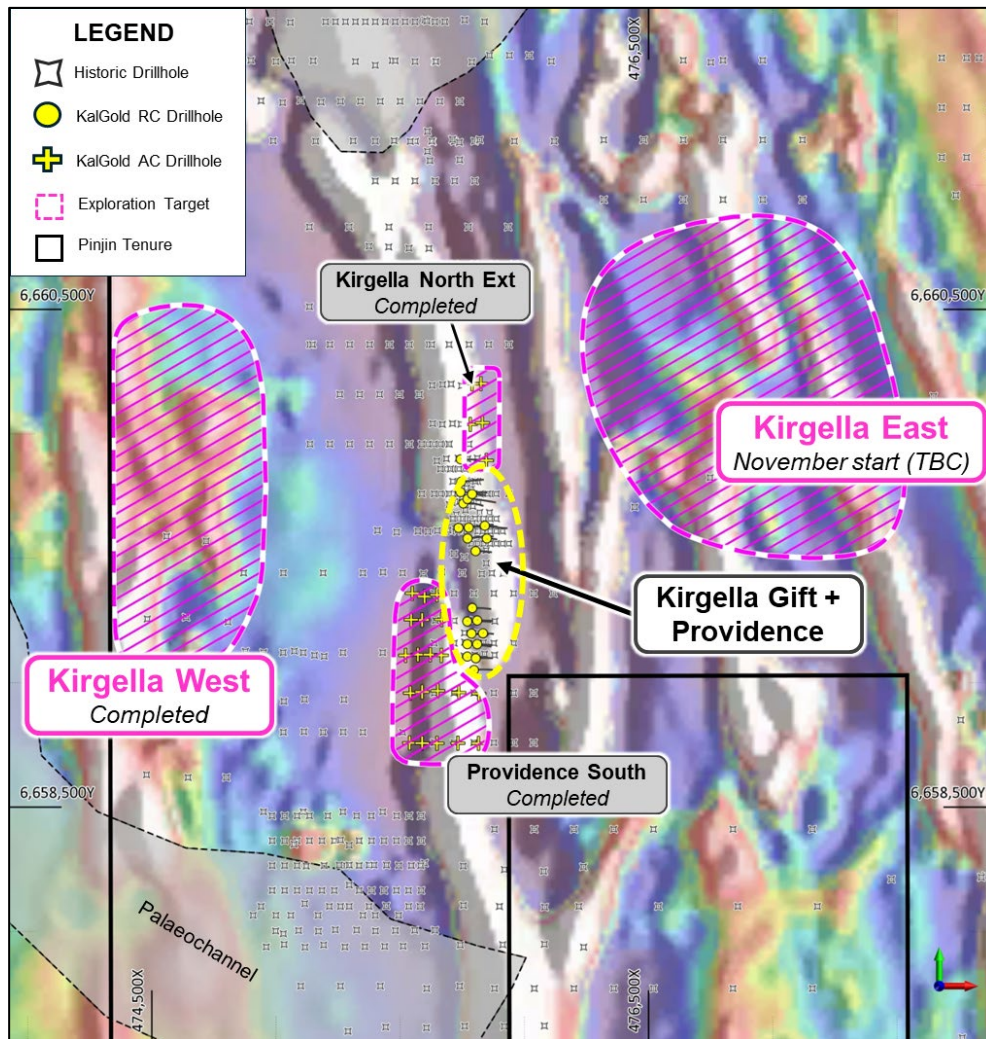 LEGEND
Historic Drillhole
KalGold RC Drillhole
KalGold AC Drillhole
Exploration Target
Pinjin Tenure
476,500X
Kirgella North Ext
Completed
6,660,500Y
6,660,500Y
Kirgella East
November start (TBC)
Kirgella Gift +
Providence
Kirgella West
Completed
Providence South
Completed
6,658,500Y
6,658,500Y
Palaeochannel
474,500X
476,500X